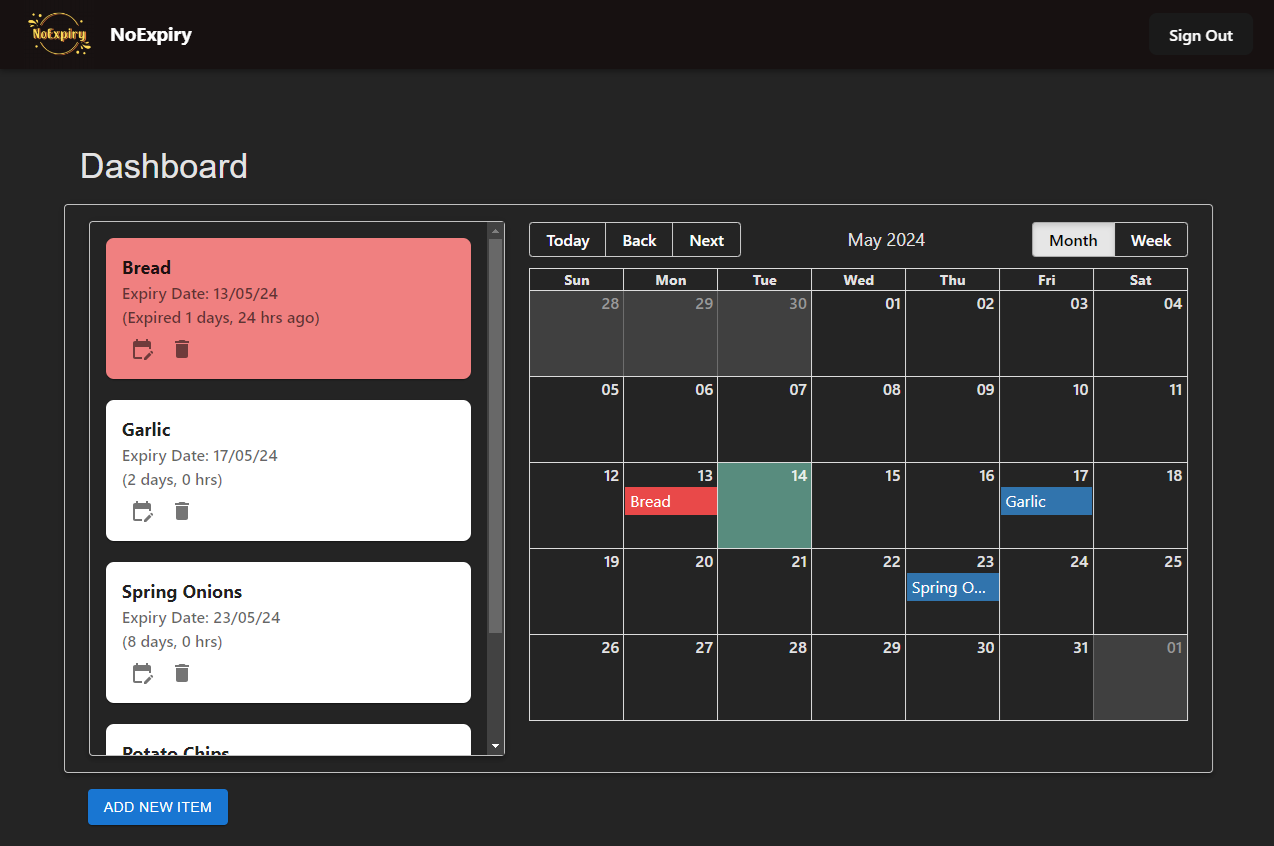 NoExpiry
NoExpiry
Sign Out
Dashboard
Bread
Expiry Date: 13/05/24
(Expired 1 days, 24 hrs ago)
Garlic
Expiry Date: 17/05/24
(2 days, 0 hrs)
Spring Onions
Expiry Date: 23/05/24
(8 days, 0 hrs)
Potato Chips
Today Back Next May 2024 Month Week
Sun Mon Tue Wed Thu Fri Sat
28 29 30 01 02 03 04
05 06 07 08 09 10 11
12 13 14 15 16 17 18
Bread Garlic
19 20 21 22 23 24 25
Spring O...
26 27 28 29 30 31 01
ADD NEW ITEM